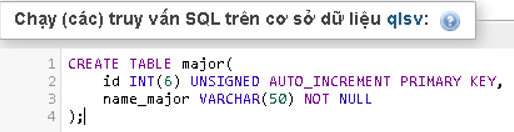 Chạy (các) truy vấn SQL trên cơ sở dữ liệu qlsv:
1 CREATE TABLE major(
2 id INT(6) UNSIGNED AUTO_INCREMENT PRIMARY KEY,
3 name_major VARCHAR(50) NOT NULL
4 );